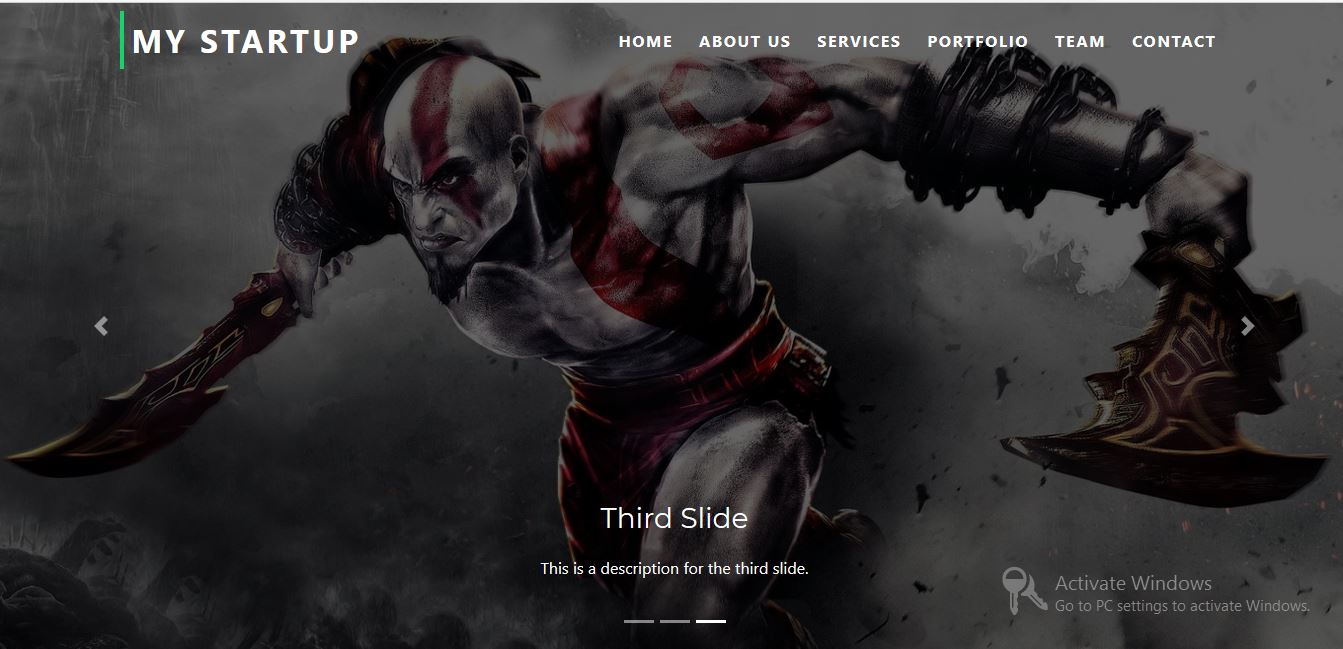 MY STARTUP
HOME ABOUT US SERVICES PORTFOLIO TEAM CONTACT
Third Slide
This is a description for the third slide.
Activate Windows
Go to PC settings to activate Windows.